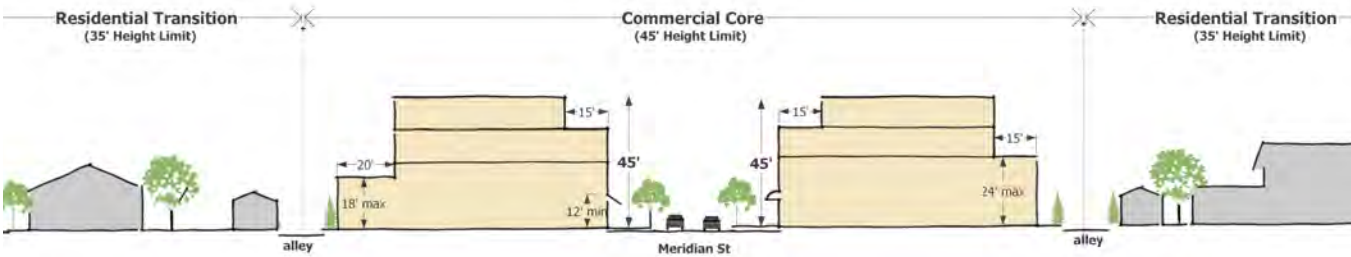 Residential Transition
(35' Height Limit)
Commercial Core
(45' Height Limit)
Residential Transition
(35' Height Limit)
15'
15'
20'
45'
45'
15'
18' max
12' min
24' max
alley
Meridian St
alley